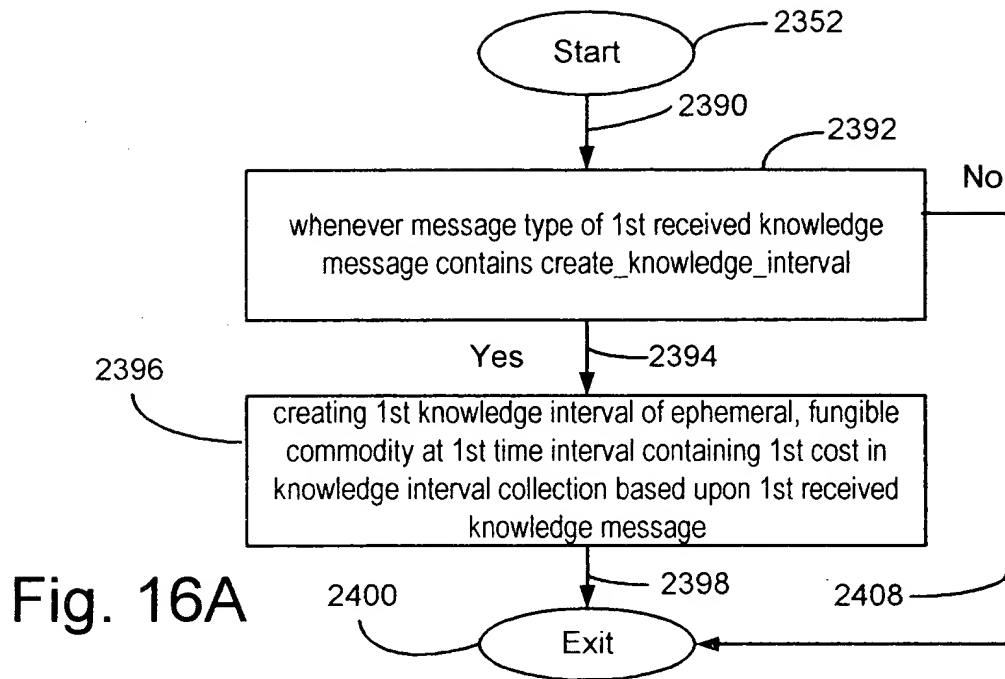 Start
2352
2390
2392
No
whenever message type of 1st received knowledge
message contains create_knowledge_interval
Yes
2394
2396
creating 1st knowledge interval of ephemeral, fungible
commodity at 1st time interval containing 1st cost in
knowledge interval collection based upon 1st received
knowledge message
2398
2408
Fig. 16A
2400
Exit